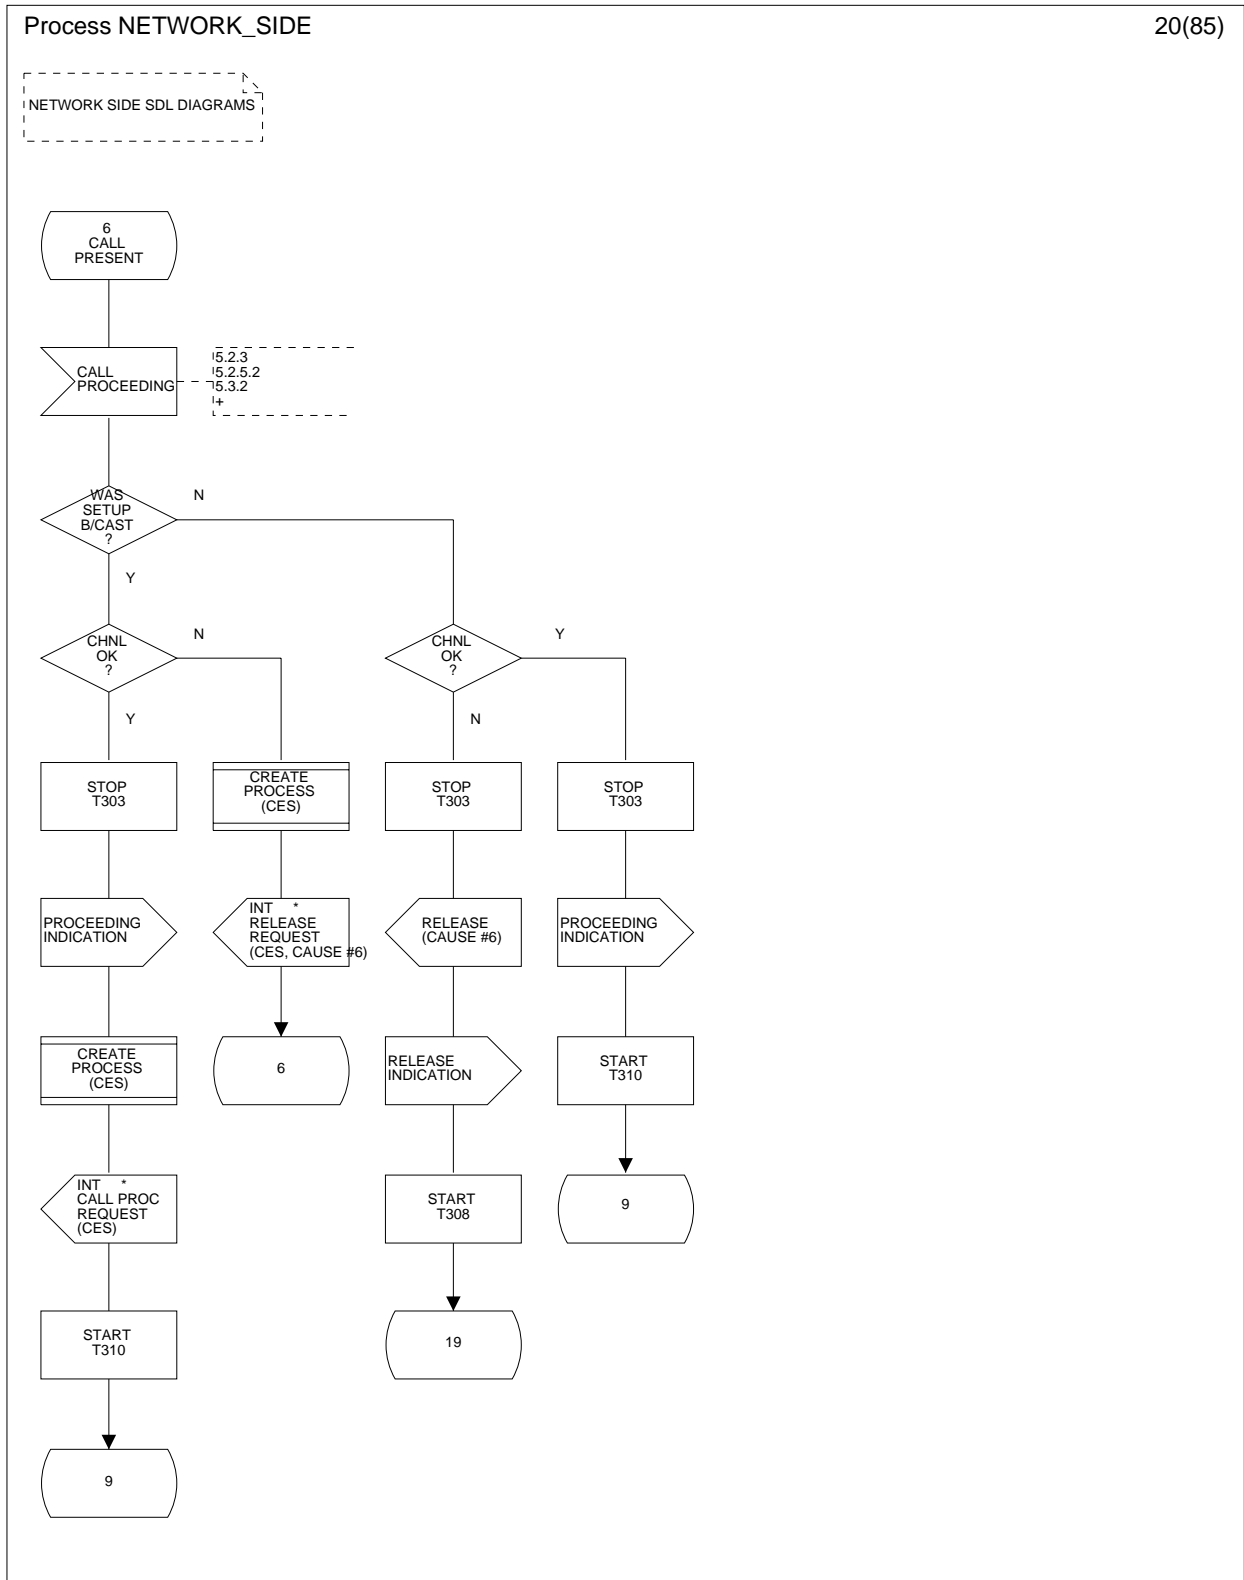 Process NETWORK_SIDE
20(85)
NETWORK SIDE SDL DIAGRAMS
6
CALL
PRESENT
CALL
PROCEEDING
5.2.3
5.2.5.2
5.3.2
+
WAS
SETUP
B/CAST
?
N
Y
CHNL
OK
?
N
Y
CHNL
OK
?
Y
N
STOP
T303
CREATE
PROCESS
(CES)
STOP
T303
STOP
T303
PROCEEDING
INDICATION
INT *
RELEASE
REQUEST
(CES, CAUSE #6)
RELEASE
(CAUSE #6)
PROCEEDING
INDICATION
CREATE
PROCESS
(CES)
6
RELEASE
INDICATION
START
T310
INT *
CALL PROC
REQUEST
(CES)
START
T308
9
START
T310
19
9